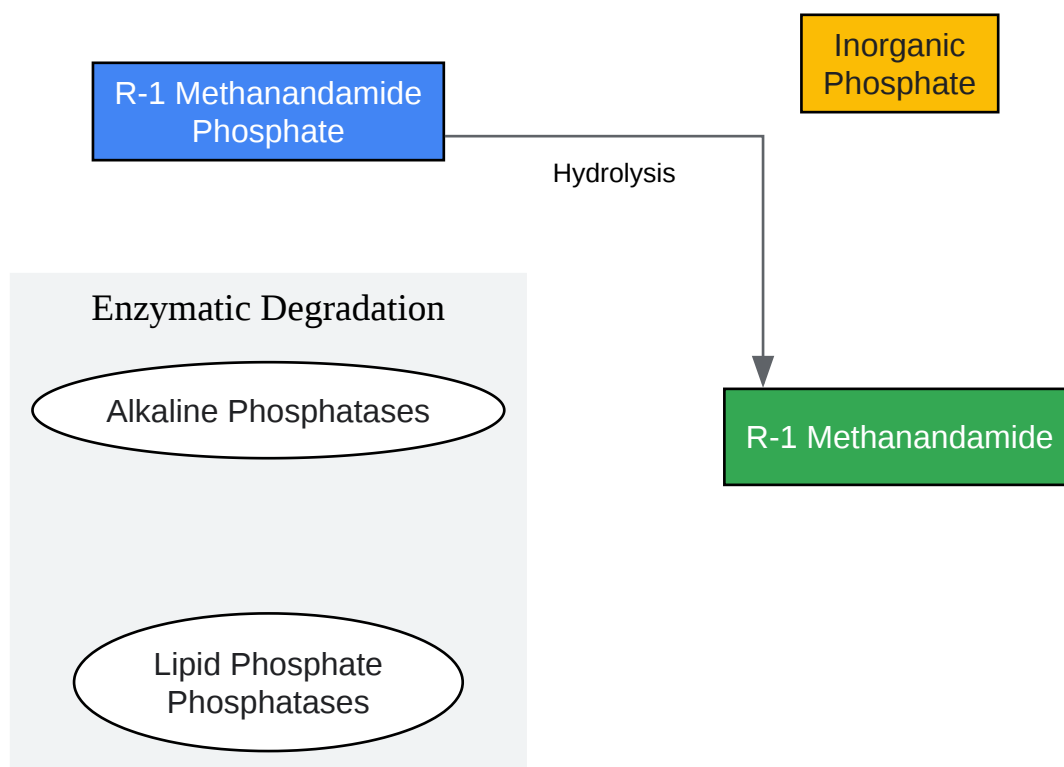 Inorganic
Phosphate
R-1 Methanandamide
Phosphate
Hydrolysis
Enzymatic Degradation
Alkaline Phosphatases
R-1 Methanandamide
Lipid Phosphate
Phosphatases